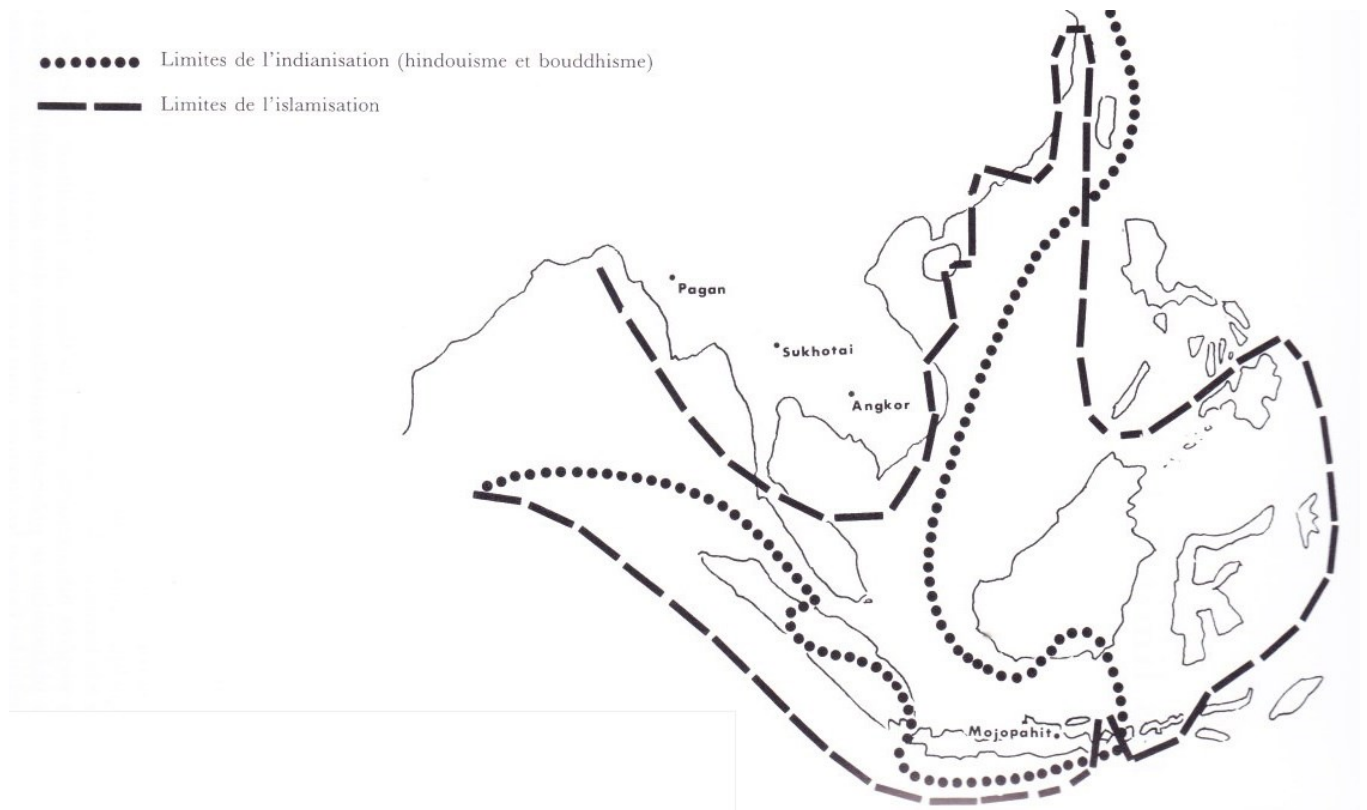 Limites de l'indianisation (hindouisme et bouddhisme)
Limites de l'islamisation
Pagan
Sukhotai
Angkor
Mojopahit